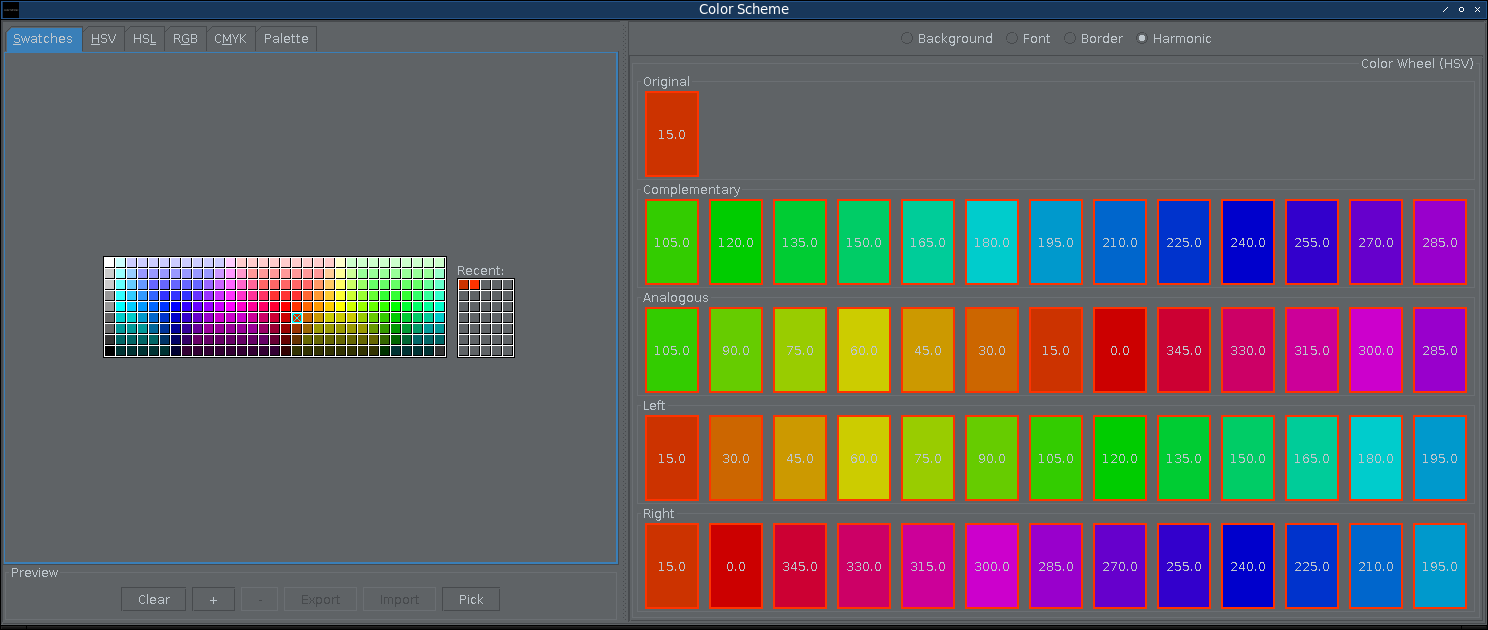 Color Scheme
Swatches HSV HSL RGB CMYK Palette
Background Font Border Harmonic
Color Wheel (HSV)
Original
15.0
Complementary
105.0 120.0 135.0 150.0 165.0 180.0 195.0 210.0 225.0 240.0 255.0 270.0 285.0
Recent:
Analogous
105.0 90.0 75.0 60.0 45.0 30.0 15.0 0.0 345.0 330.0 315.0 300.0 285.0
Left
15.0 30.0 45.0 60.0 75.0 90.0 105.0 120.0 135.0 150.0 165.0 180.0 195.0
Right
15.0 0.0 345.0 330.0 315.0 300.0 285.0 270.0 255.0 240.0 225.0 210.0 195.0
Preview
Clear + - Export Import Pick